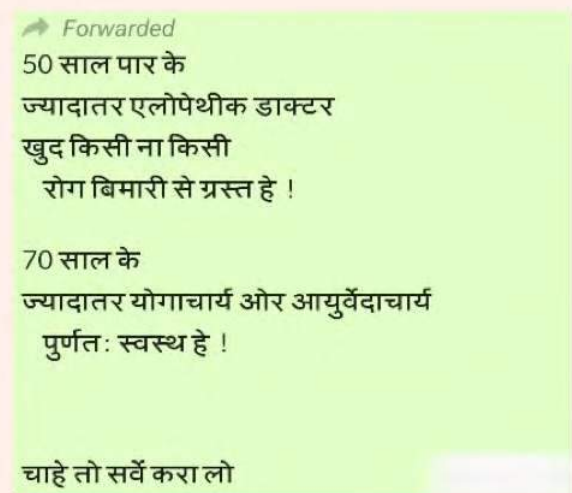 Forwarded
50 साल पार के
ज्यादातर एलोपेथीक डाक्टर
खुद किसी ना किसी
रोग बिमारी से ग्रस्त हे !
70 साल के
ज्यादातर योगाचार्य ओर आयुर्वेदाचार्य
पुर्णतः स्वस्थ हे !
चाहे तो सर्वे करा लो